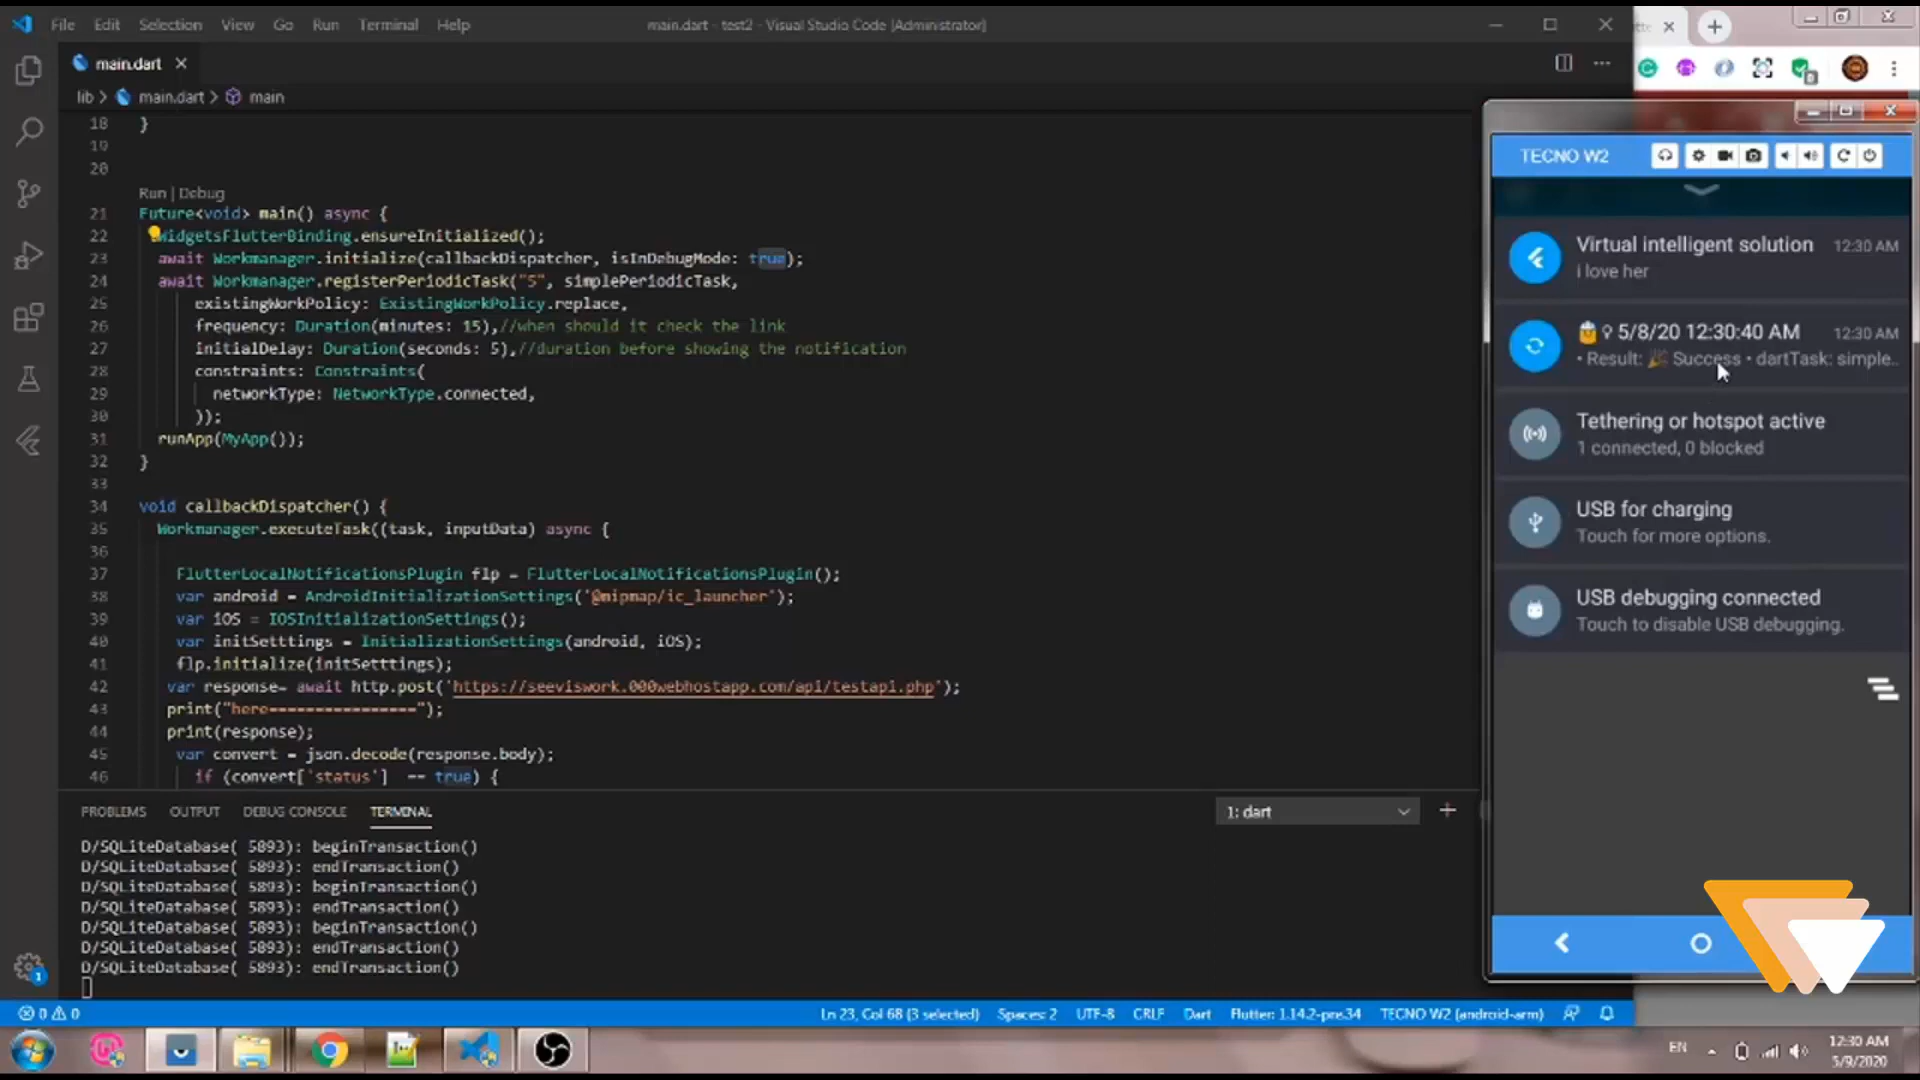 File Edit Selection View Go Run Terminal Help
main.dart - test2 - Visual Studio Code [Administrator]
main.dart
lib > main.dart > main
18 }
19
20
Run | Debug
21 Future<void> main() async {
22 WidgetsFlutterBinding.ensureInitialized();
23 await Workmanager.initialize(callbackDispatcher, isInDebugMode: true);
24 await Workmanager.registerPeriodicTask("5", simplePeriodicTask,
25 existingWorkPolicy: ExistingWorkPolicy.replace,
26 frequency: Duration(minutes: 15),//when should it check the link
27 initialDelay: Duration(seconds: 5),//duration before showing the notification
28 constraints: Constraints(
29 networkType: NetworkType.connected,
30 ));
31 runApp(MyApp());
32 }
33
34 void callbackDispatcher() {
35 Workmanager.executeTask((task, inputData) async {
36
37 FlutterLocalNotificationsPlugin flp = FlutterLocalNotificationsPlugin();
38 var android = AndroidInitializationSettings('@mipmap/ic_launcher');
39 var iOS = IOSInitializationSettings();
40 var initSetttings = InitializationSettings(android, iOS);
41 flp.initialize(initSetttings);
42 var response= await http.post('https://seeviswork.000webhostapp.com/api/testapi.php');
43 print("here================");
44 print(response);
45 var convert = json.decode(response.body);
46 if (convert['status'] == true) {
PROBLEMS OUTPUT DEBUG CONSOLE TERMINAL
1: dart
D/SQLiteDatabase( 5893): beginTransaction()
D/SQLiteDatabase( 5893): endTransaction()
D/SQLiteDatabase( 5893): beginTransaction()
D/SQLiteDatabase( 5893): endTransaction()
D/SQLiteDatabase( 5893): beginTransaction()
D/SQLiteDatabase( 5893): endTransaction()
D/SQLiteDatabase( 5893): endTransaction()
0 0
Ln 23, Col 68 (3 selected) Spaces: 2 UTF-8 CRLF Dart Flutter: 1.14.2-pre.34 TECNO W2 (android-arm)
TECNO W2
Virtual intelligent solution 12:30 AM
i love her
5/8/20 12:30:40 AM 12:30 AM
• Result: 🎉 Success • dartTask: simple..
Tethering or hotspot active
1 connected, 0 blocked
USB for charging
Touch for more options.
USB debugging connected
Touch to disable USB debugging.
EN
12:30 AM
5/9/2020